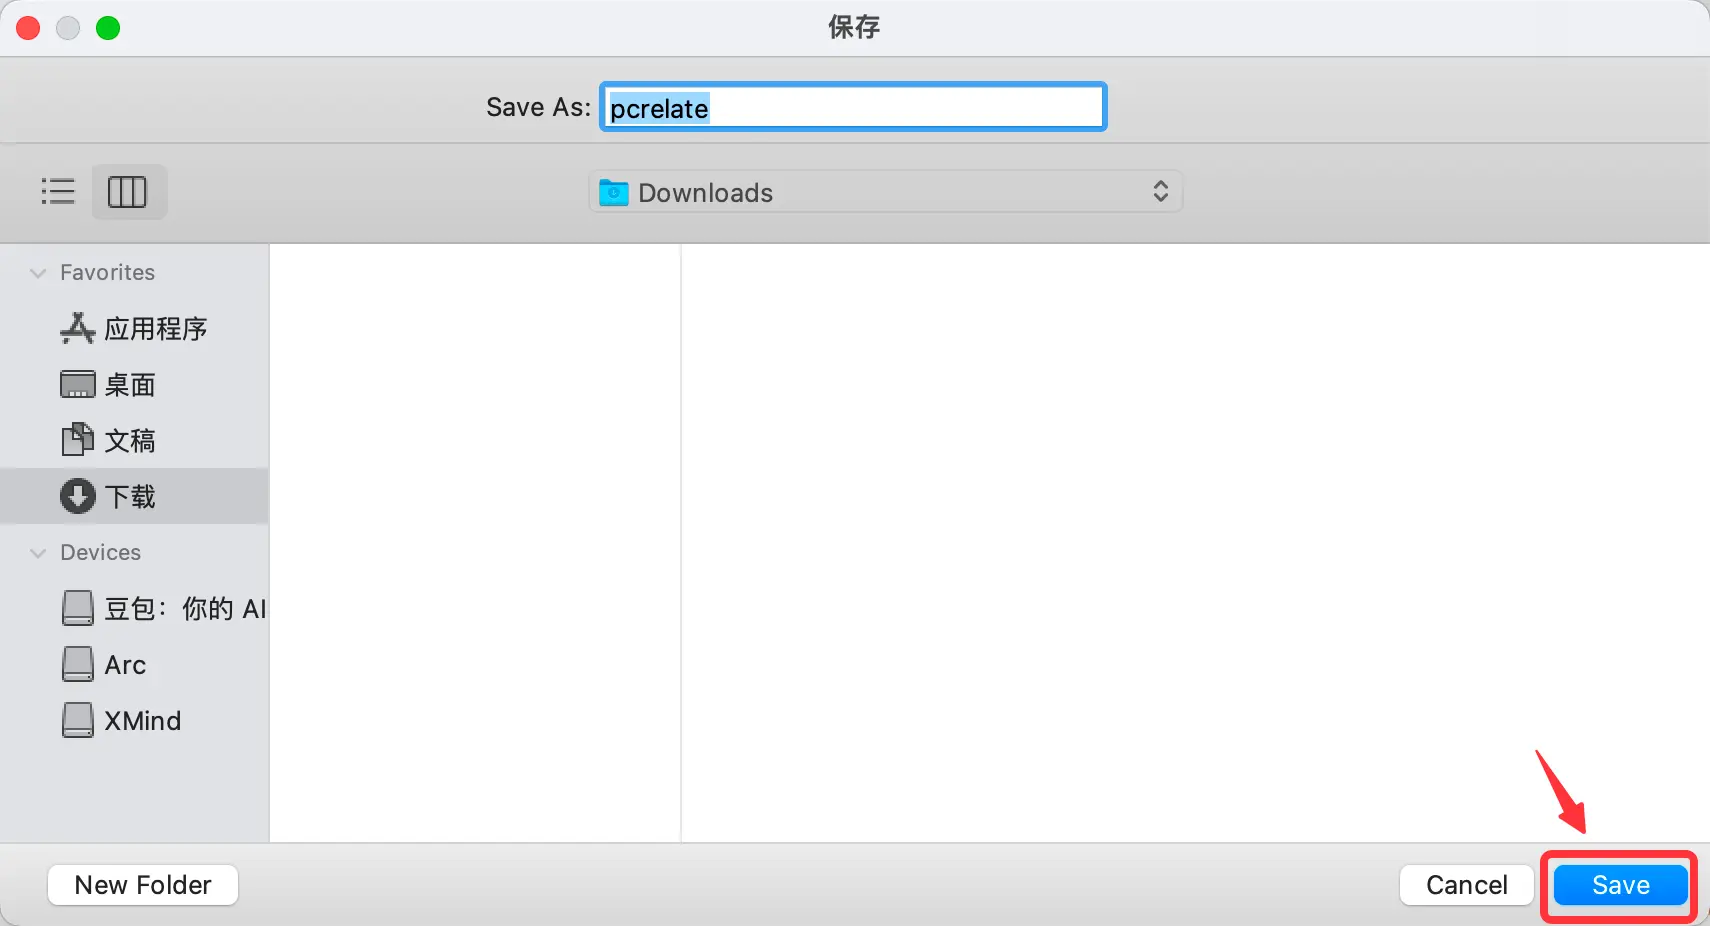 保存
Save As: pcrelate
Downloads
Favorites
应用程序
桌面
文稿
下载
Devices
豆包：你的 AI
Arc
XMind
New Folder
Cancel
Save